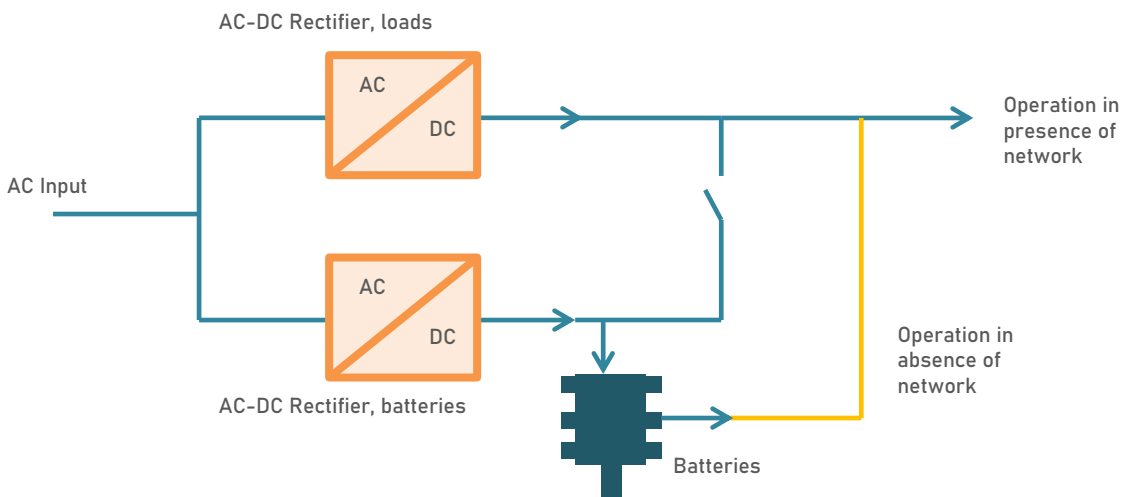 AC-DC Rectifier, loads
AC
DC
Operation in
presence of
network
AC Input
AC
DC
Operation in
absence of
network
AC-DC Rectifier, batteries
Batteries